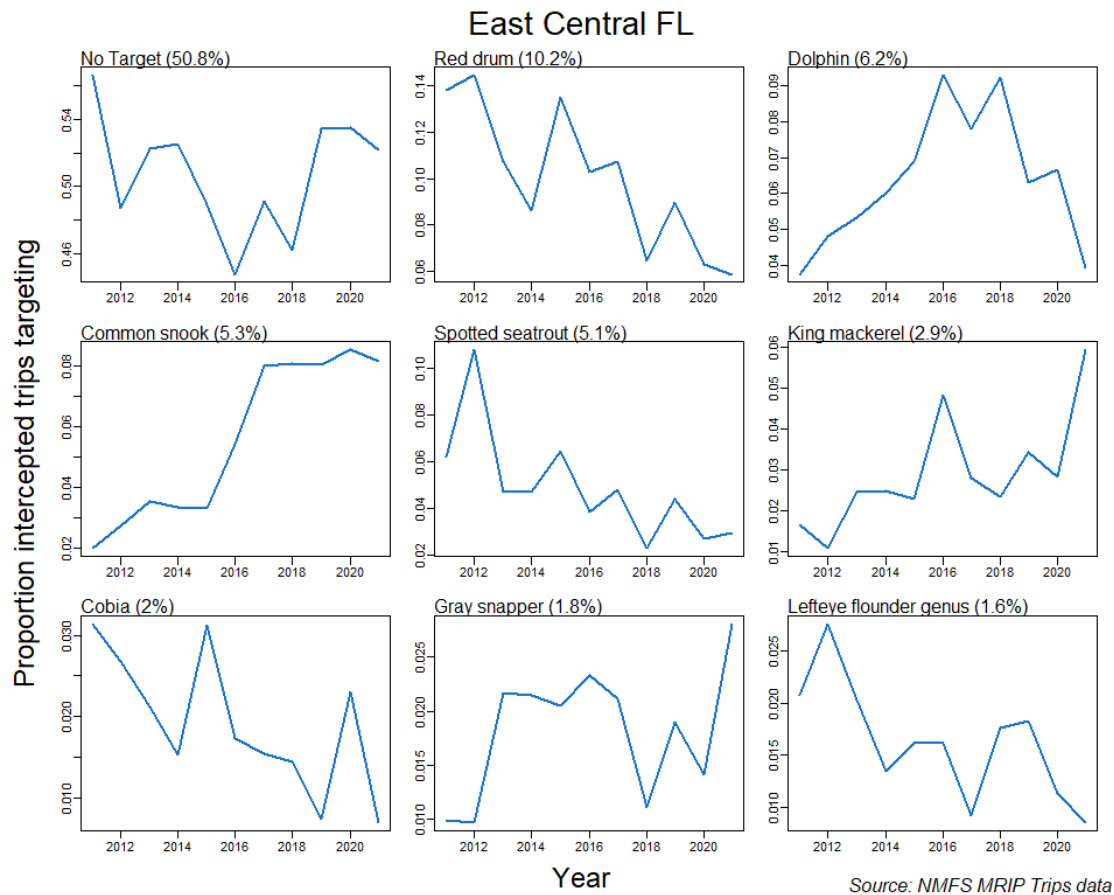 East Central FL
Proportion intercepted trips targeting
No Target (50.8%)
0.54
0.50
0.46
2012 2014 2016 2018 2020
Red drum (10.2%)
0.14
0.12
0.10
0.08
0.06
2012 2014 2016 2018 2020
Dolphin (6.2%)
0.09
0.08
0.07
0.06
0.05
0.04
2012 2014 2016 2018 2020
Common snook (5.3%)
0.08
0.04
0.02
2012 2014 2016 2018 2020
Spotted seatrout (5.1%)
0.10
0.08
0.06
0.04
0.02
2012 2014 2016 2018 2020
King mackerel (2.9%)
0.06
0.05
0.04
0.03
0.02
0.01
2012 2014 2016 2018 2020
Cobia (2%)
0.030
0.020
0.010
2012 2014 2016 2018 2020
Gray snapper (1.8%)
0.025
0.020
0.015
0.010
2012 2014 2016 2018 2020
Lefteye flounder genus (1.6%)
0.025
0.020
0.015
0.010
2012 2014 2016 2018 2020
Year
Source: NMFS MRIP Trips data